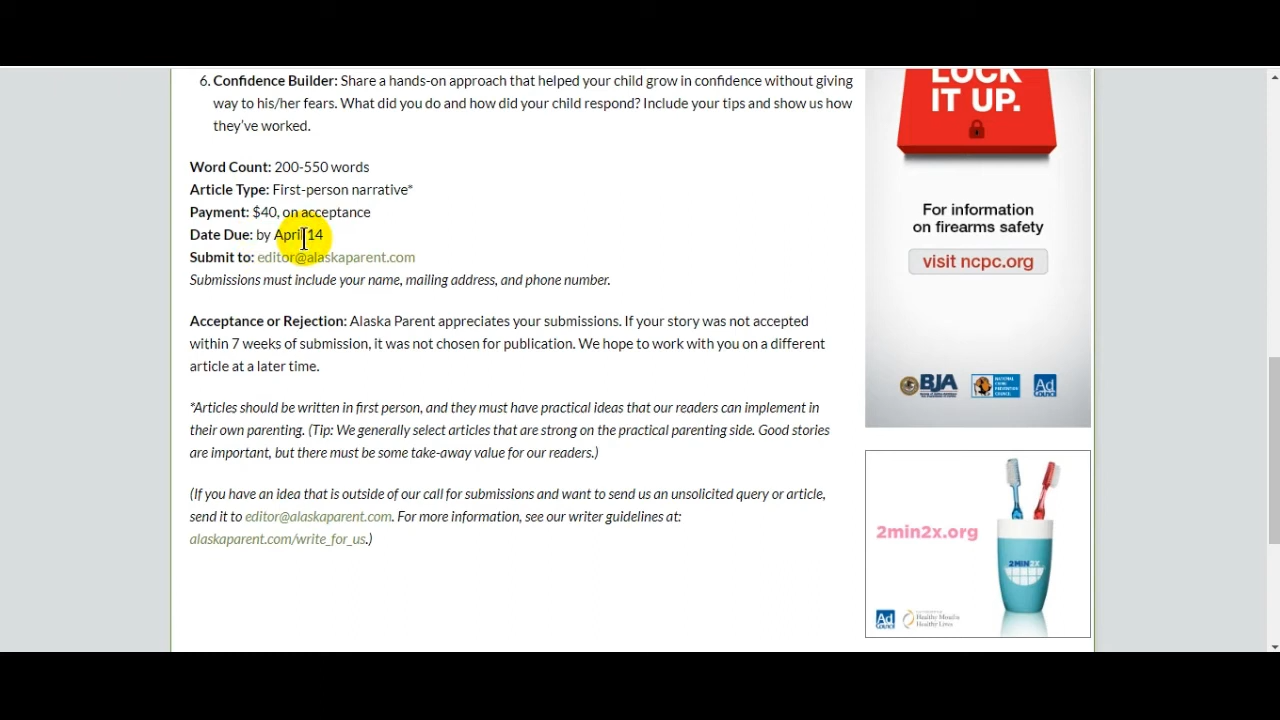 6. Confidence Builder: Share a hands-on approach that helped your child grow in confidence without giving
way to his/her fears. What did you do and how did your child respond? Include your tips and show us how
they've worked.
Word Count: 200-550 words
Article Type: First-person narrative*
Payment: $40, on acceptance
Date Due: by April 14
Submit to: editor@alaskaparent.com
Submissions must include your name, mailing address, and phone number.
Acceptance or Rejection: Alaska Parent appreciates your submissions. If your story was not accepted
within 7 weeks of submission, it was not chosen for publication. We hope to work with you on a different
article at a later time.
*Articles should be written in first person, and they must have practical ideas that our readers can implement in
their own parenting. (Tip: We generally select articles that are strong on the practical parenting side. Good stories
are important, but there must be some take-away value for our readers.)
(If you have an idea that is outside of our call for submissions and want to send us an unsolicited query or article,
send it to editor@alaskaparent.com. For more information, see our writer guidelines at:
alaskaparent.com/write_for_us.)
LOCK
IT UP.
For information
on firearms safety
visit ncpc.org
BJA
Ad
Council
2min2x.org
2MIN2X
Ad
Council
Healthy Mouths
Healthy Lives